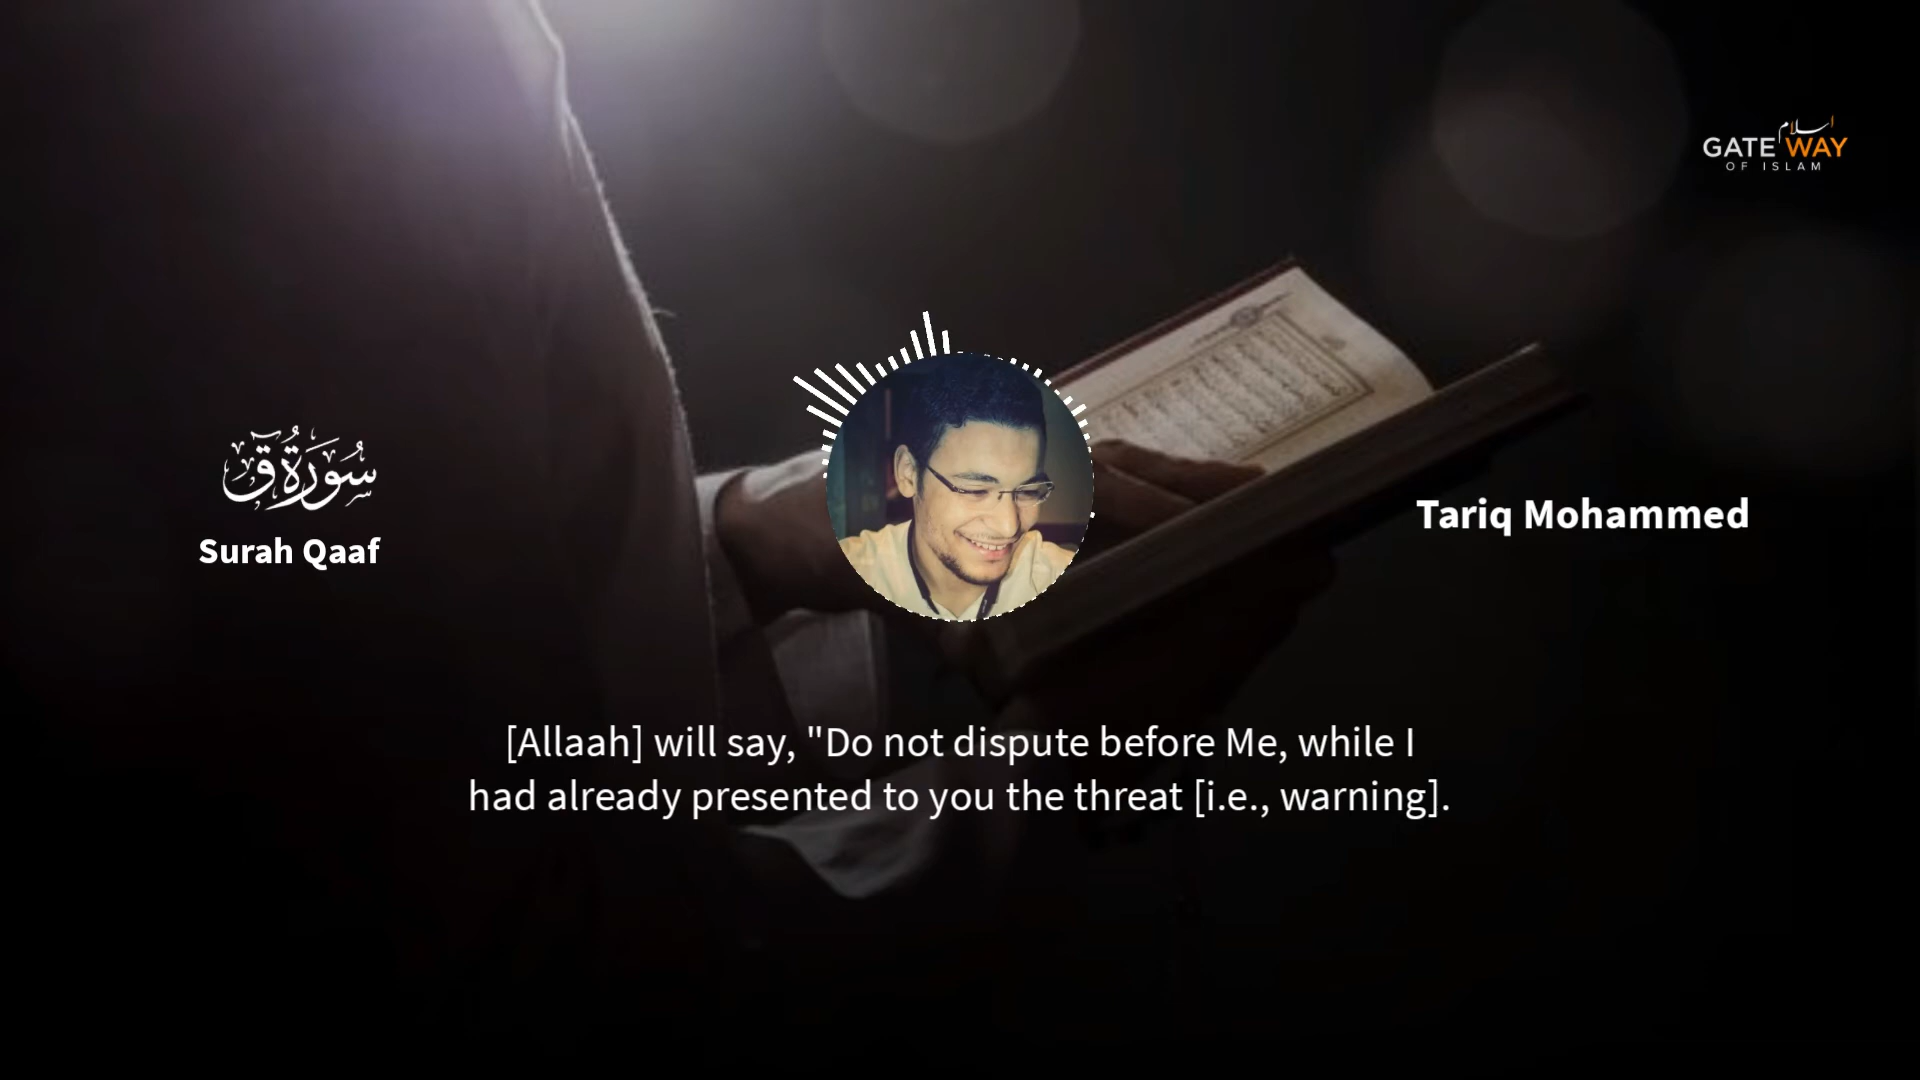 اسلام
GATE WAY
OF ISLAM
سُورَةُ قٓ
Surah Qaaf
Tariq Mohammed
[Allaah] will say, "Do not dispute before Me, while I
had already presented to you the threat [i.e., warning].